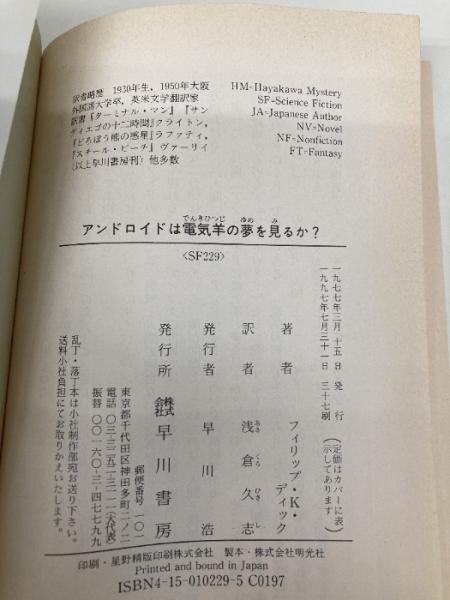 訳者略歴 1930年生，1950年大阪
外国語大学卒，英米文学翻訳家
訳書『ターミナル・マン』『サン
ディエゴの十二時間』クライトン，
『どろぼう熊の惑星』ラファティ，
『スチール・ビーチ』ヴァーリイ
（以上早川書房刊）他多数
HM=Hayakawa Mystery
SF=Science Fiction
JA=Japanese Author
NV=Novel
NF=Nonfiction
FT=Fantasy
でんきひつじ ゆめ み
アンドロイドは電気羊の夢を見るか？
〈SF229〉
一九七七年三月 十五日 発 行
一九九七年七月三十一日 三十七刷
（定価はカバーに表示してあります）
著者 フィリップ・K・ディック
あさ くら ひさ し
訳者 浅倉久志
発行者 早川 浩
発行所 株式会社 早川書房
郵便番号 一〇一
東京都千代田区神田多町二ノ二
電話 〇三-三二五二-三一一一（大代表）
振替 〇〇一六〇-三-四七七九九
乱丁・落丁本は小社制作部宛お送り下さい。
送料小社負担にてお取りかえいたします。
印刷・星野精版印刷株式会社 製本・株式会社明光社
Printed and bound in Japan
ISBN4-15-010229-5 C0197